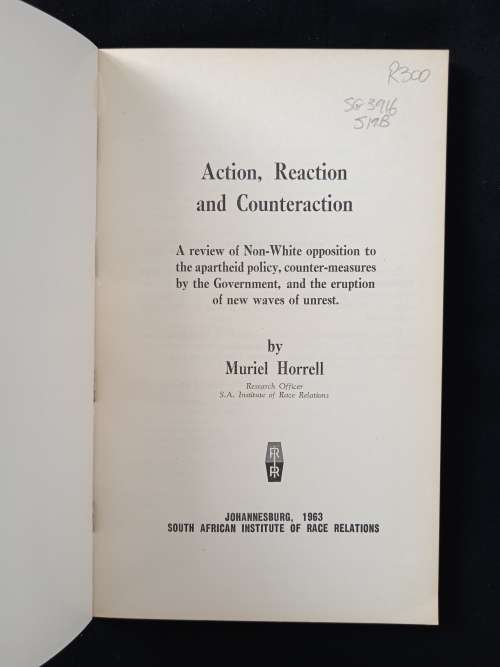 R300
SG 3916
Action, Reaction
and Counteraction
A review of Non-White opposition to
the apartheid policy, counter-measures
by the Government, and the eruption
of new waves of unrest.
by
Muriel Horrell
Research Officer
S.A. Institute of Race Relations
JOHANNESBURG, 1963
SOUTH AFRICAN INSTITUTE OF RACE RELATIONS